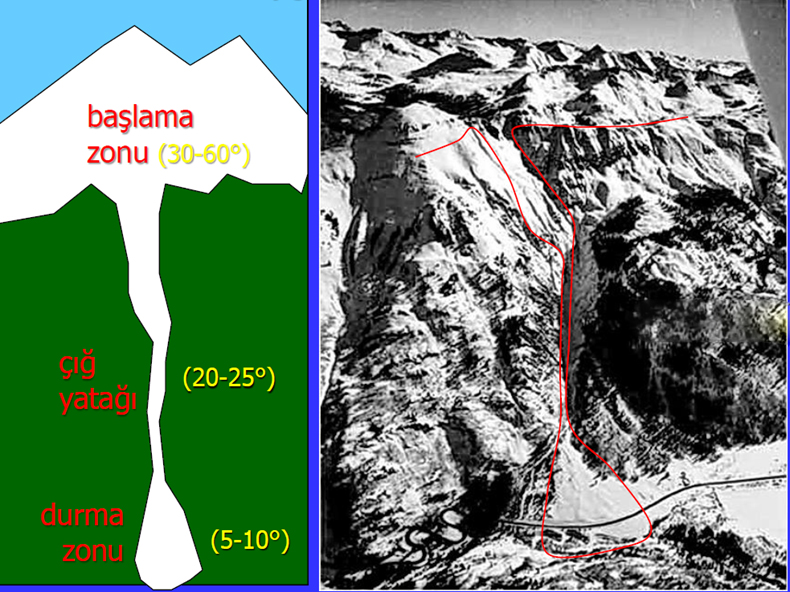 başlama
zonu (30-60°)
çığ
yatağı
(20-25°)
durma
zonu
(5-10°)